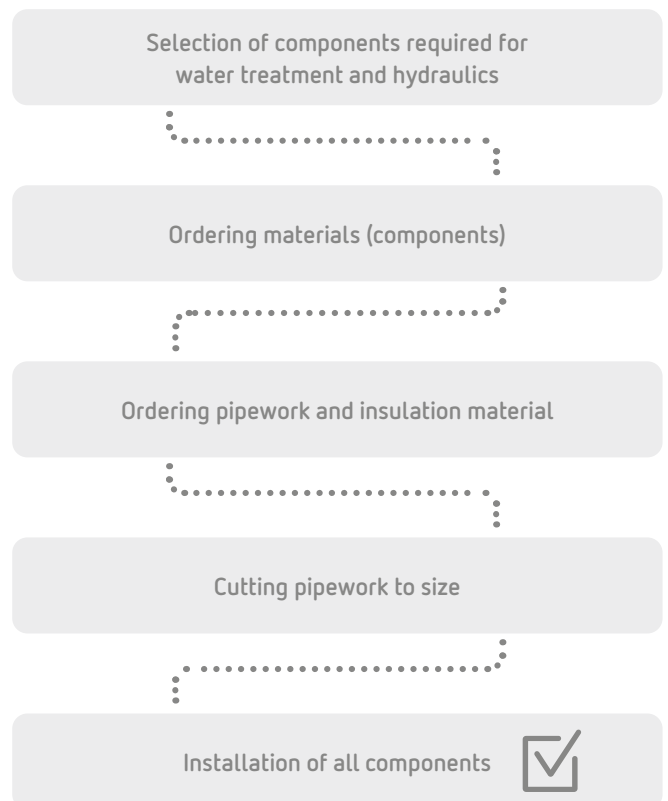 Selection of components required for
water treatment and hydraulics
Ordering materials (components)
Ordering pipework and insulation material
Cutting pipework to size
Installation of all components